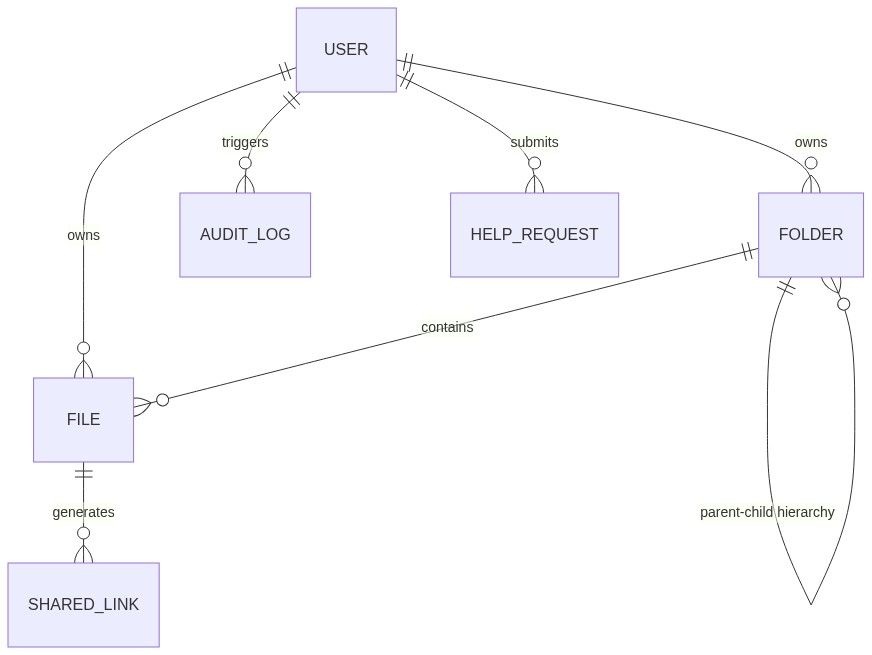 USER
triggers
submits
owns
AUDIT_LOG
HELP_REQUEST
FOLDER
owns
contains
FILE
generates
parent-child hierarchy
SHARED_LINK